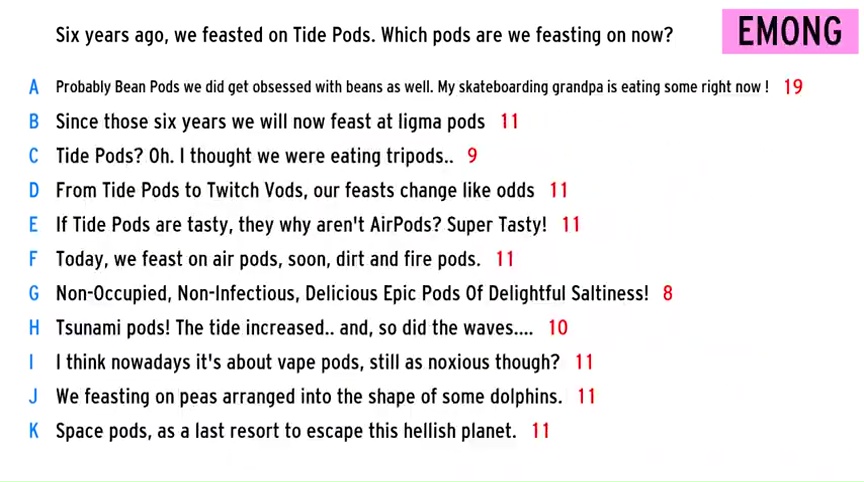 Six years ago, we feasted on Tide Pods. Which pods are we feasting on now?
EMONG
A Probably Bean Pods we did get obsessed with beans as well. My skateboarding grandpa is eating some right now ! 19
B Since those six years we will now feast at ligma pods 11
C Tide Pods? Oh. I thought we were eating tripods.. 9
D From Tide Pods to Twitch Vods, our feasts change like odds 11
E If Tide Pods are tasty, they why aren't AirPods? Super Tasty! 11
F Today, we feast on air pods, soon, dirt and fire pods. 11
G Non-Occupied, Non-Infectious, Delicious Epic Pods Of Delightful Saltiness! 8
H Tsunami pods! The tide increased.. and, so did the waves.... 10
I I think nowadays it's about vape pods, still as noxious though? 11
J We feasting on peas arranged into the shape of some dolphins. 11
K Space pods, as a last resort to escape this hellish planet. 11